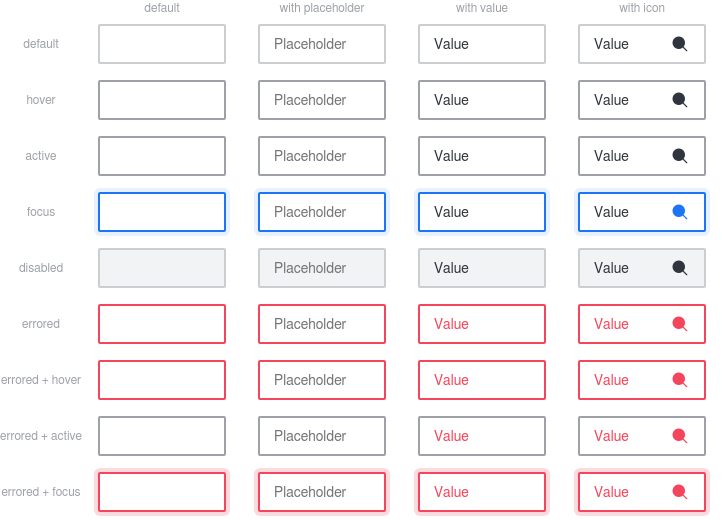 default with placeholder with value with icon
default Placeholder Value Value
hover Placeholder Value Value
active Placeholder Value Value
focus Placeholder Value Value
disabled Placeholder Value Value
errored Placeholder Value Value
errored + hover Placeholder Value Value
errored + active Placeholder Value Value
errored + focus Placeholder Value Value